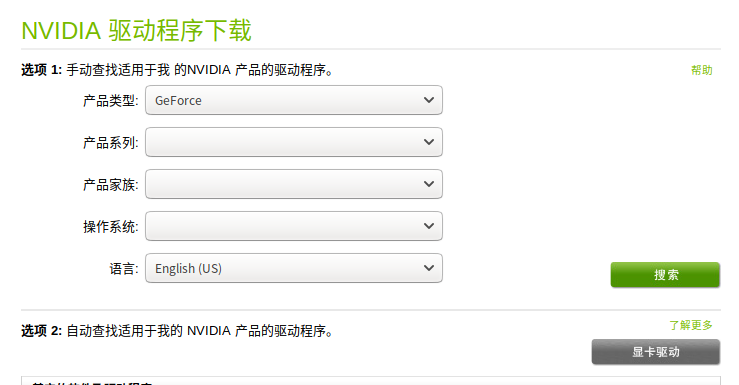 NVIDIA 驱动程序下载
选项 1: 手动查找适用于我 的NVIDIA 产品的驱动程序。
帮助
产品类型: GeForce
产品系列:
产品家族:
操作系统:
语言: English (US)
搜索
选项 2: 自动查找适用于我的 NVIDIA 产品的驱动程序。
了解更多
显卡驱动